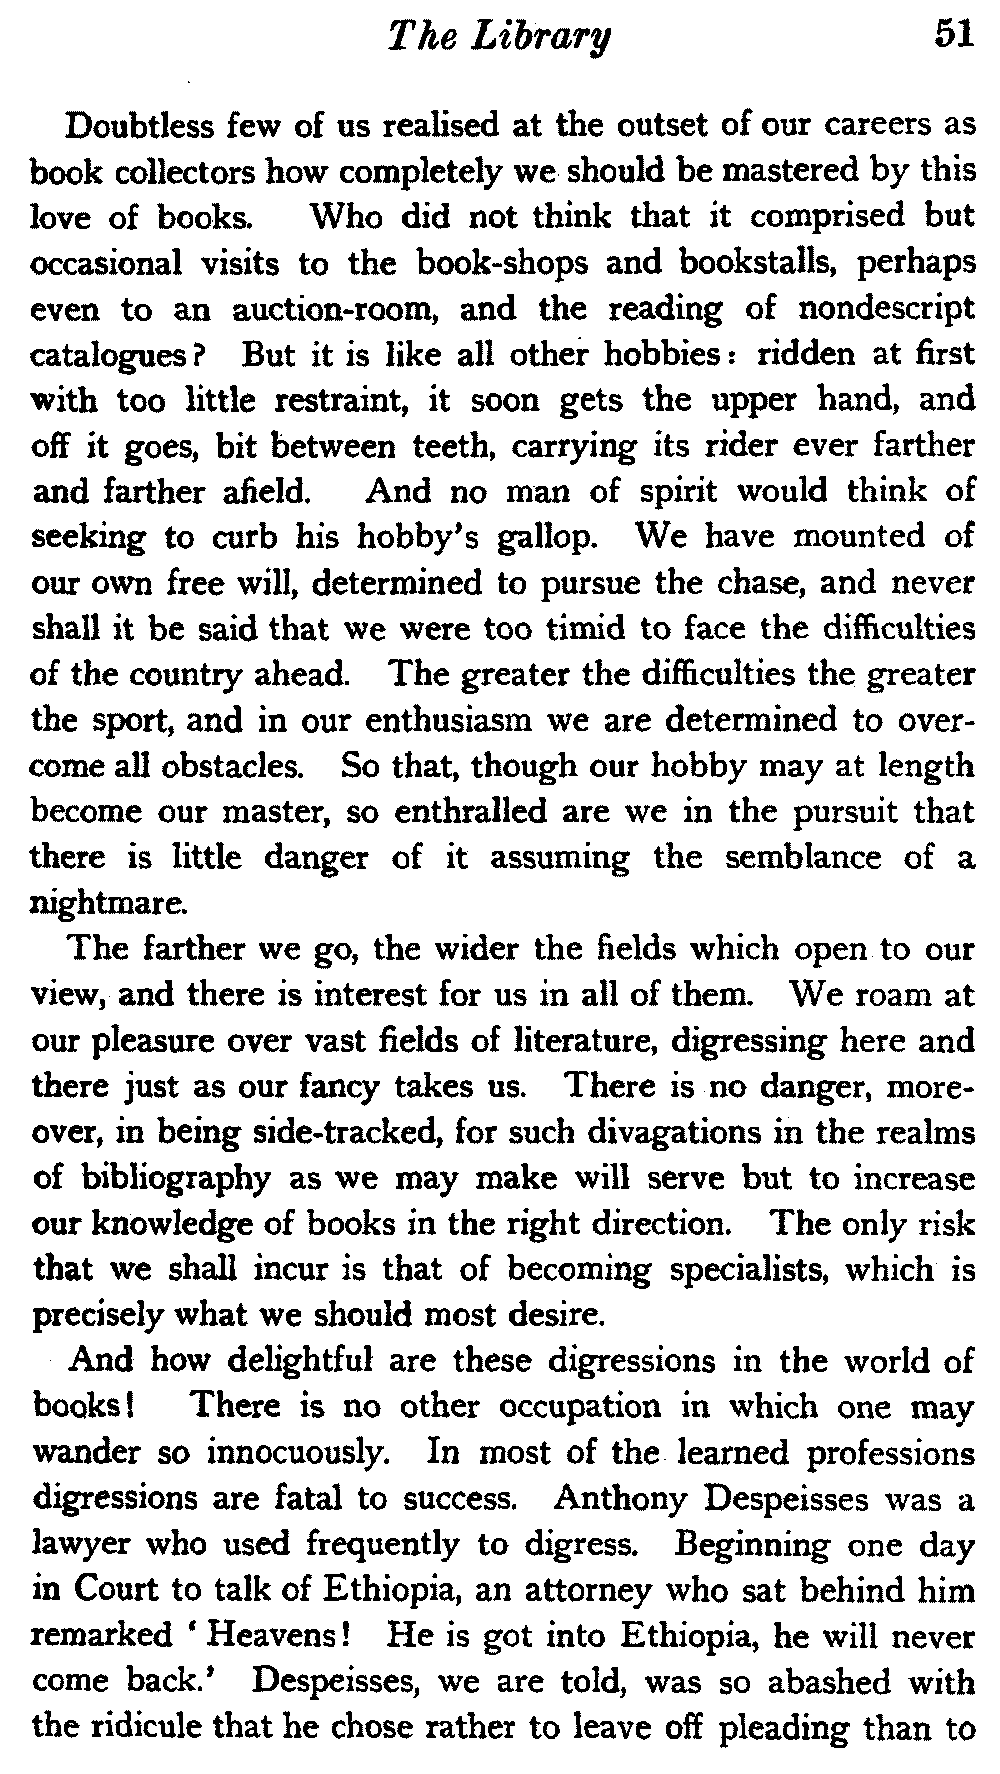 The Library 51
Doubtless few of us realised at the outset of our careers as
book collectors how completely we should be mastered by this
love of books. Who did not think that it comprised but
occasional visits to the book-shops and bookstalls, perhaps
even to an auction-room, and the reading of nondescript
catalogues? But it is like all other hobbies: ridden at first
with too little restraint, it soon gets the upper hand, and
off it goes, bit between teeth, carrying its rider ever farther
and farther afield. And no man of spirit would think of
seeking to curb his hobby's gallop. We have mounted of
our own free will, determined to pursue the chase, and never
shall it be said that we were too timid to face the difficulties
of the country ahead. The greater the difficulties the greater
the sport, and in our enthusiasm we are determined to over-
come all obstacles. So that, though our hobby may at length
become our master, so enthralled are we in the pursuit that
there is little danger of it assuming the semblance of a
nightmare.
The farther we go, the wider the fields which open to our
view, and there is interest for us in all of them. We roam at
our pleasure over vast fields of literature, digressing here and
there just as our fancy takes us. There is no danger, more-
over, in being side-tracked, for such divagations in the realms
of bibliography as we may make will serve but to increase
our knowledge of books in the right direction. The only risk
that we shall incur is that of becoming specialists, which is
precisely what we should most desire.
And how delightful are these digressions in the world of
books! There is no other occupation in which one may
wander so innocuously. In most of the learned professions
digressions are fatal to success. Anthony Despeisses was a
lawyer who used frequently to digress. Beginning one day
in Court to talk of Ethiopia, an attorney who sat behind him
remarked ‘Heavens! He is got into Ethiopia, he will never
come back.’ Despeisses, we are told, was so abashed with
the ridicule that he chose rather to leave off pleading than to